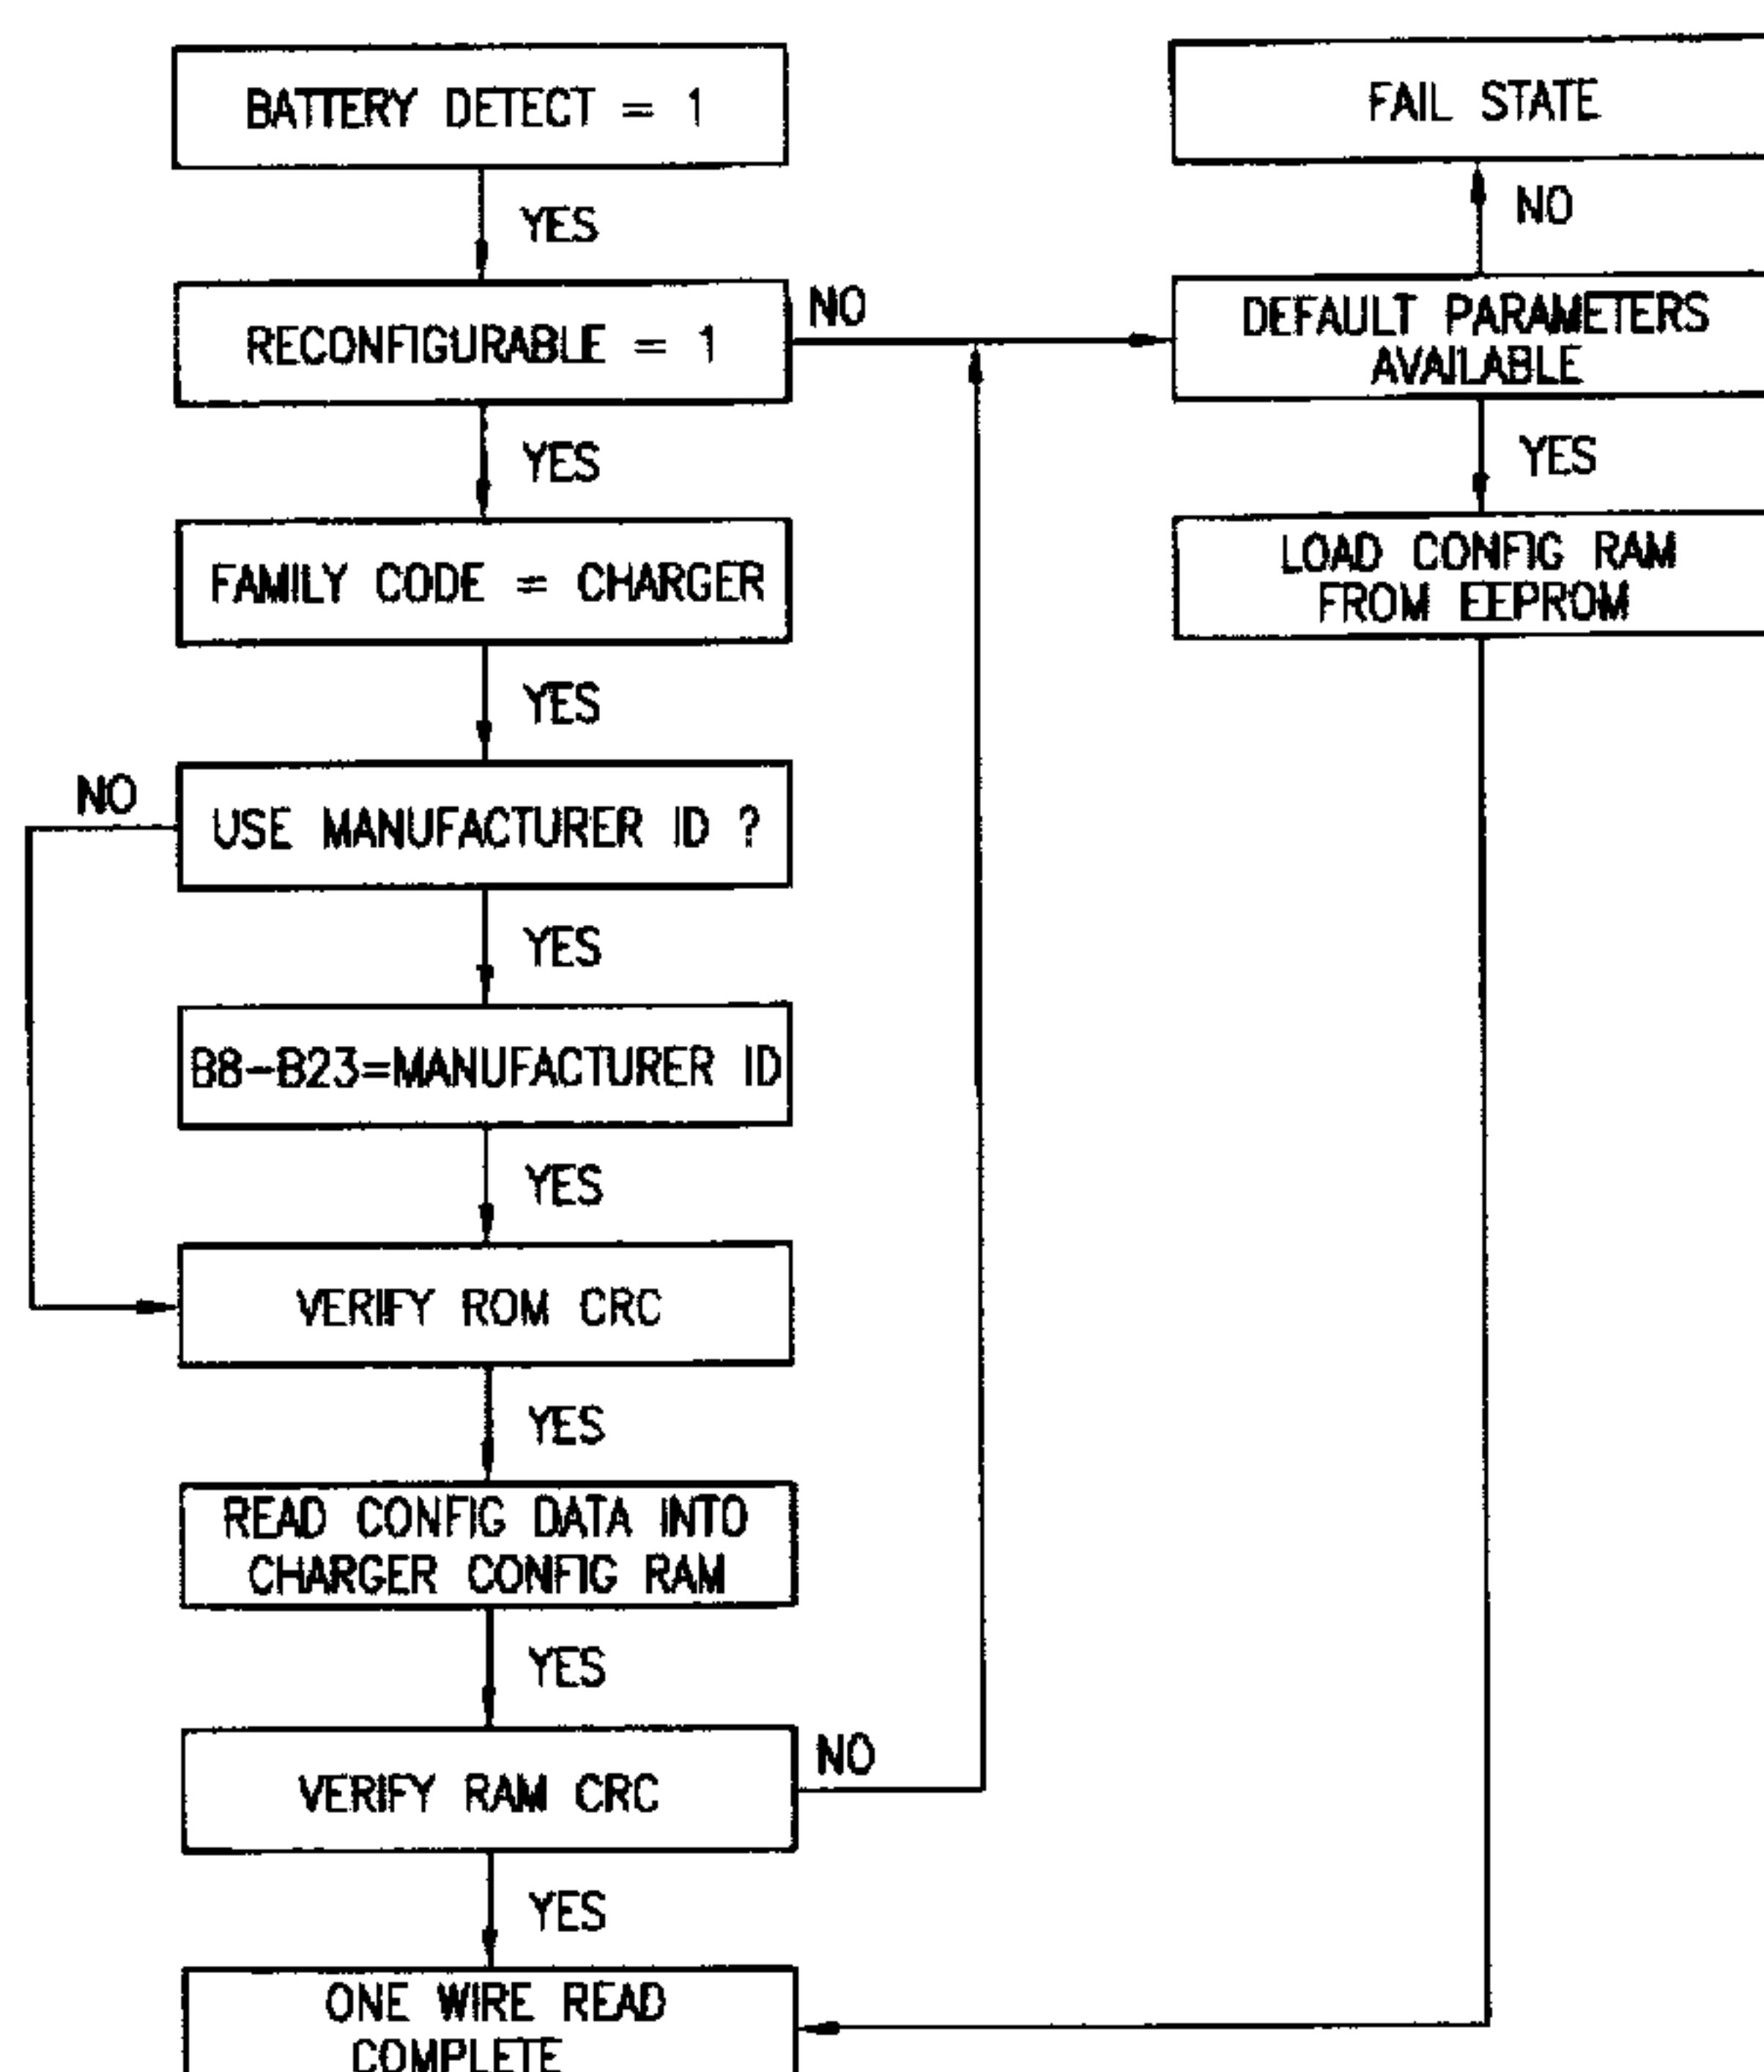 BATTERY DETECT = 1
YES
RECONFIGURABLE = 1
NO
YES
FAMILY CODE = CHARGER
YES
USE MANUFACTURER ID ?
NO
YES
B8-B23=MANUFACTURER ID
YES
VERIFY ROM CRC
YES
READ CONFIG DATA INTO
CHARGER CONFIG RAM
YES
VERIFY RAM CRC
NO
YES
ONE WIRE READ
COMPLETE
FAIL STATE
NO
DEFAULT PARAMETERS
AVAILABLE
YES
LOAD CONFIG RAM
FROM EEPROM